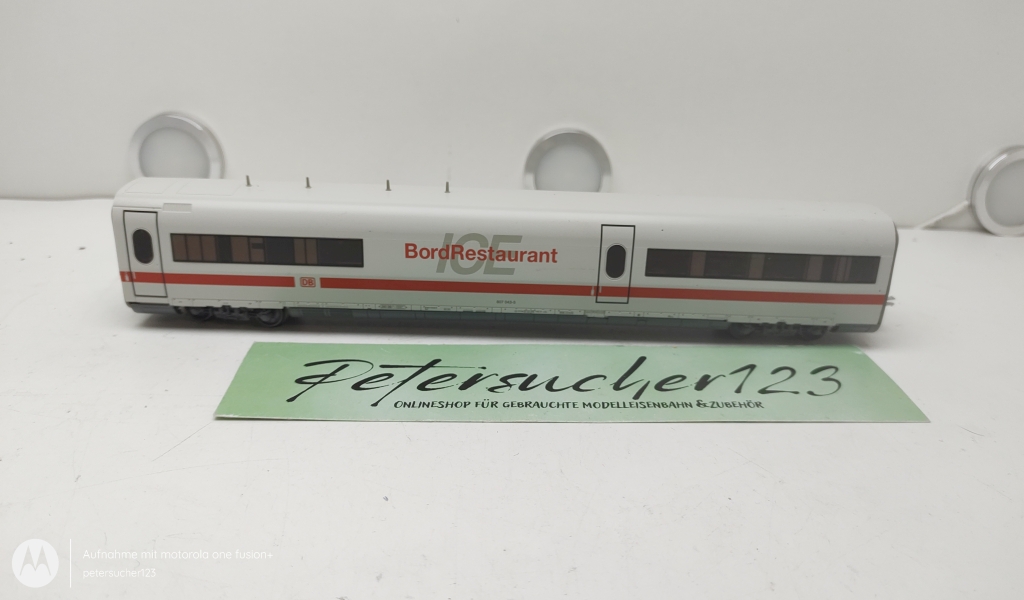 ICE
BordRestaurant
DB
Petersucher123
ONLINESHOP FÜR GEBRAUCHTE MODELLEISENBAHN & ZUBEHÖR
Aufnahme mit motorola one fusion+
petersucher123